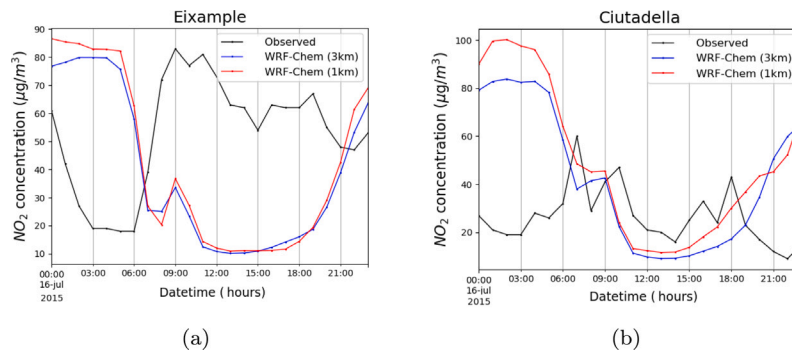 Eixample
NO2 concentration (μg/m³)
90
80
70
60
50
40
30
20
10
Observed
WRF-Chem (3km)
WRF-Chem (1km)
00:00 03:00 06:00 09:00 12:00 15:00 18:00 21:00
16-jul
2015
Datetime ( hours)
(a)
Ciutadella
NO2 concentration (μg/m³)
100
80
60
40
20
Observed
WRF-Chem (3km)
WRF-Chem (1km)
00:00 03:00 06:00 09:00 12:00 15:00 18:00 21:00
16-jul
2015
Datetime ( hours)
(b)